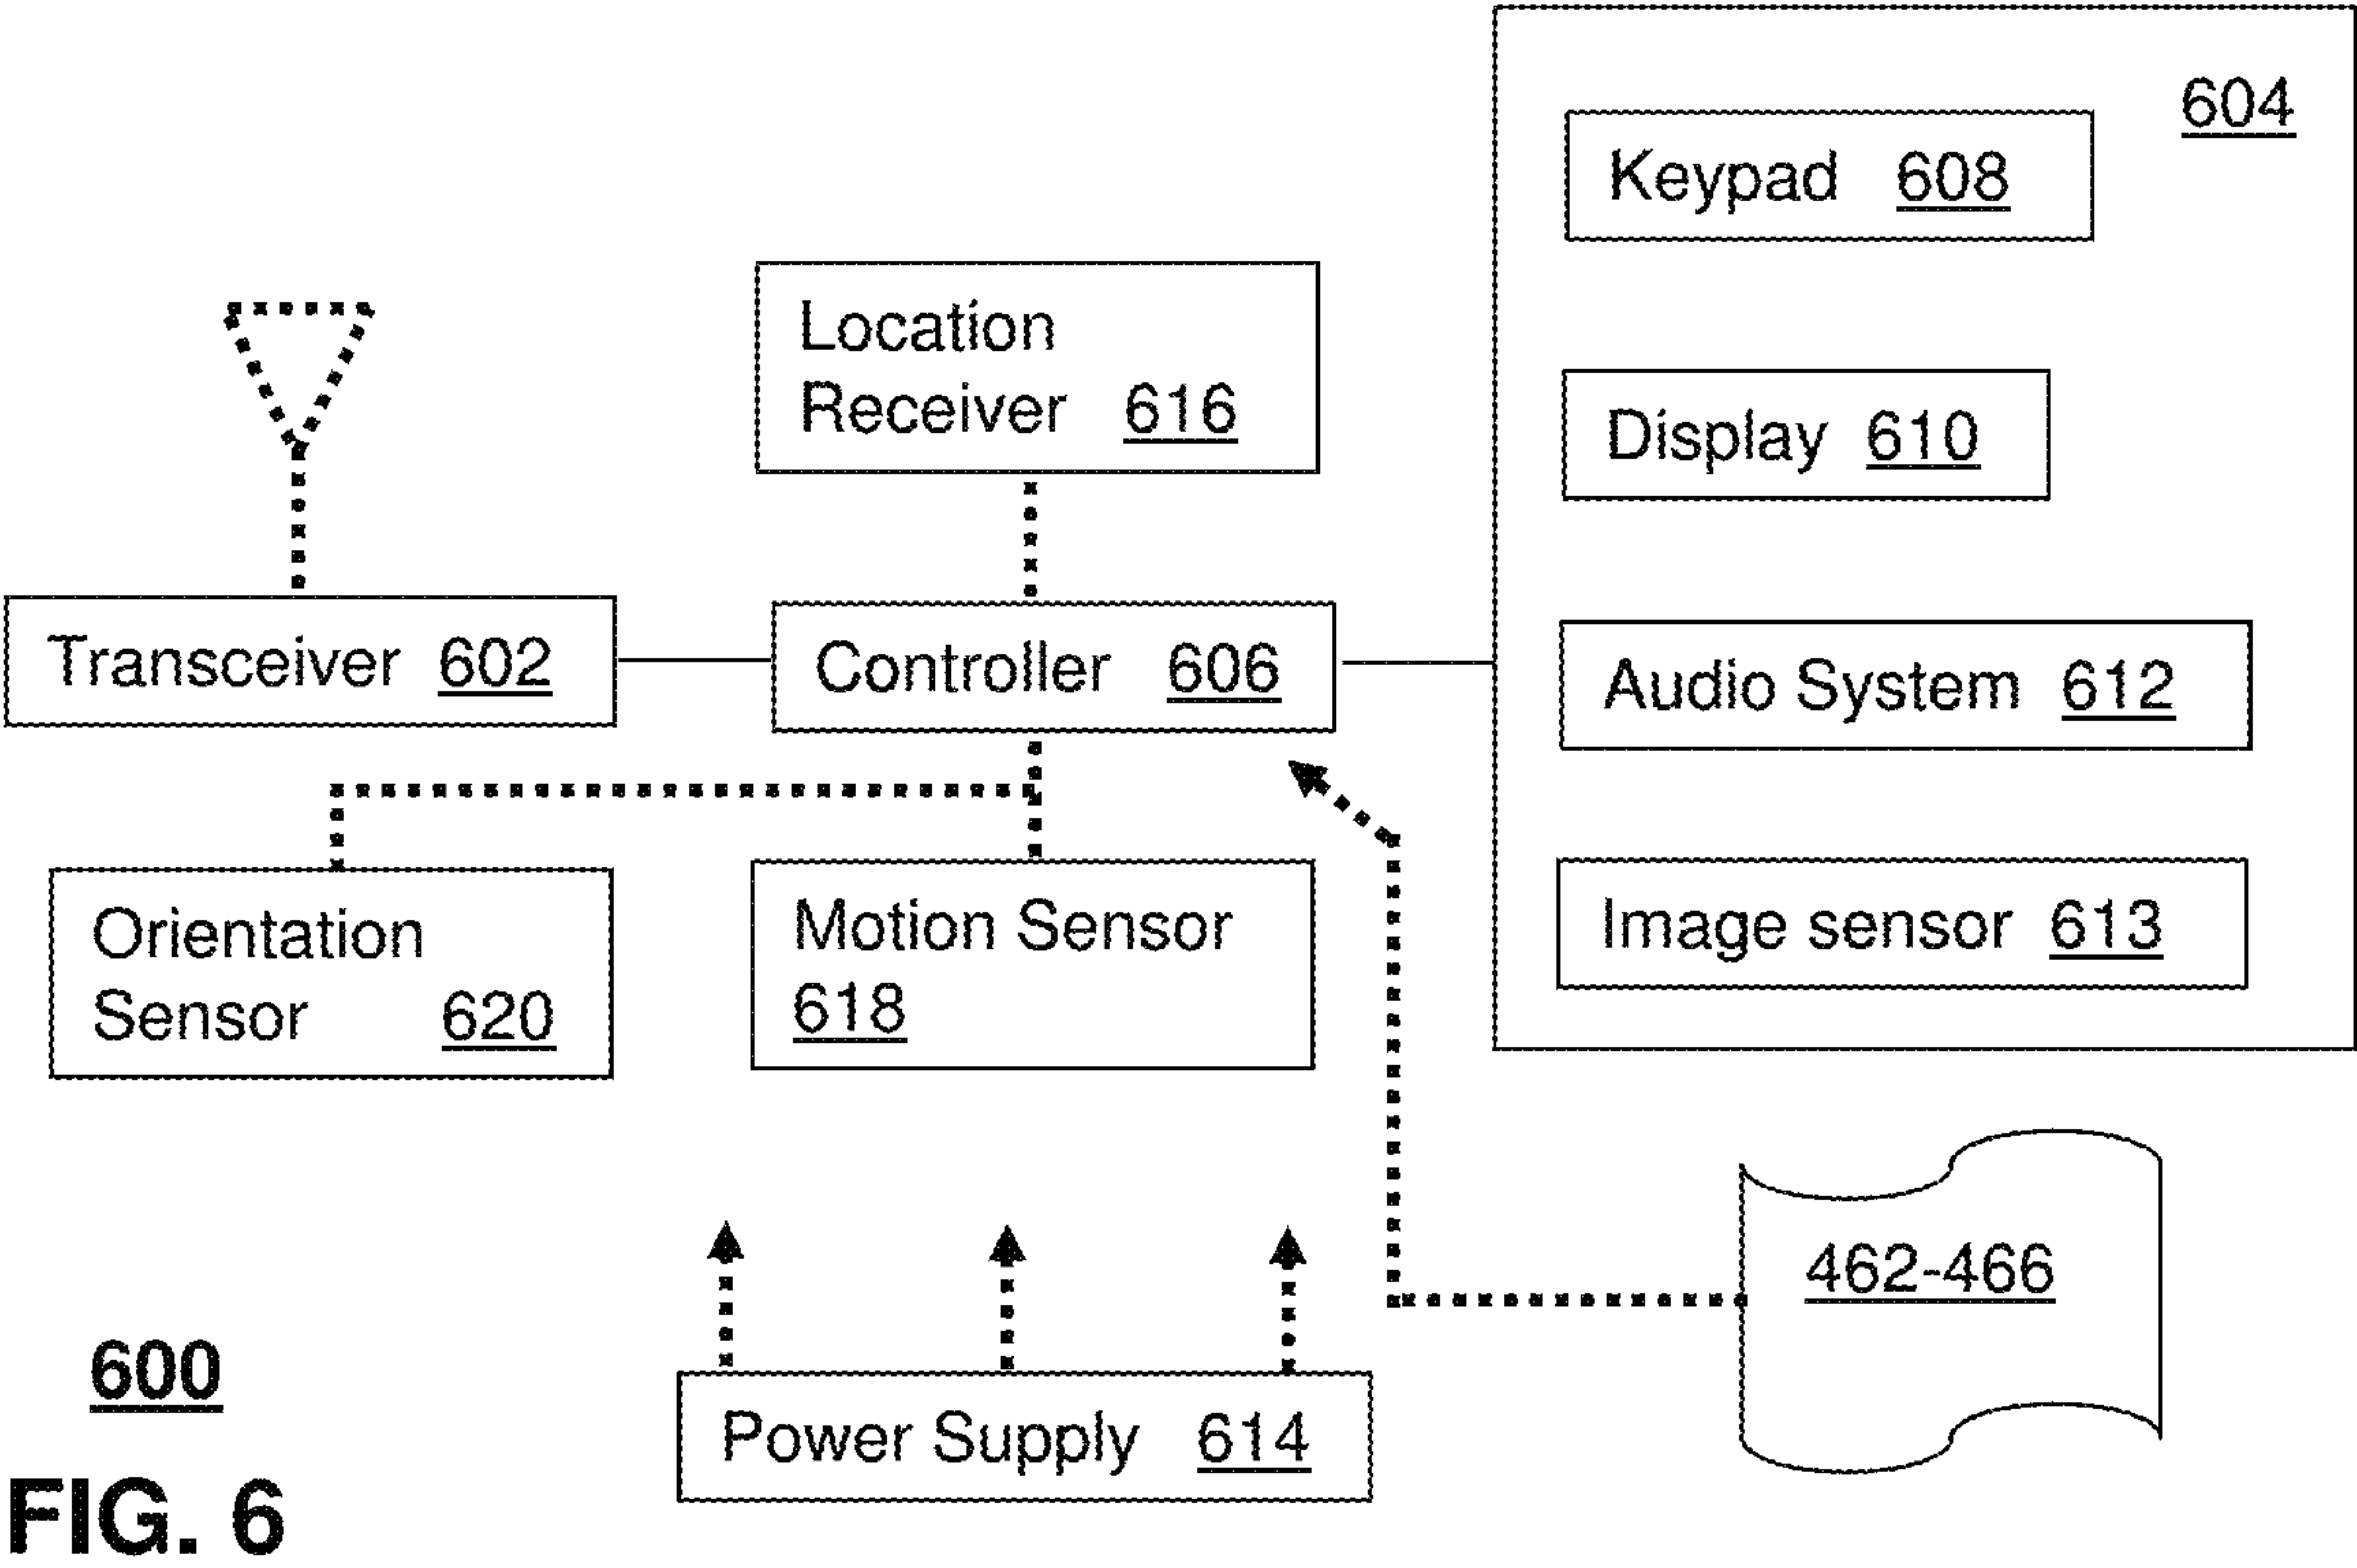 604
Keypad 608
Location
Receiver 616
Display 610
Transceiver 602
Controller 606
Audio System 612
Orientation
Sensor 620
Motion Sensor
618
Image sensor 613
462-466
600
Power Supply 614
FIG. 6